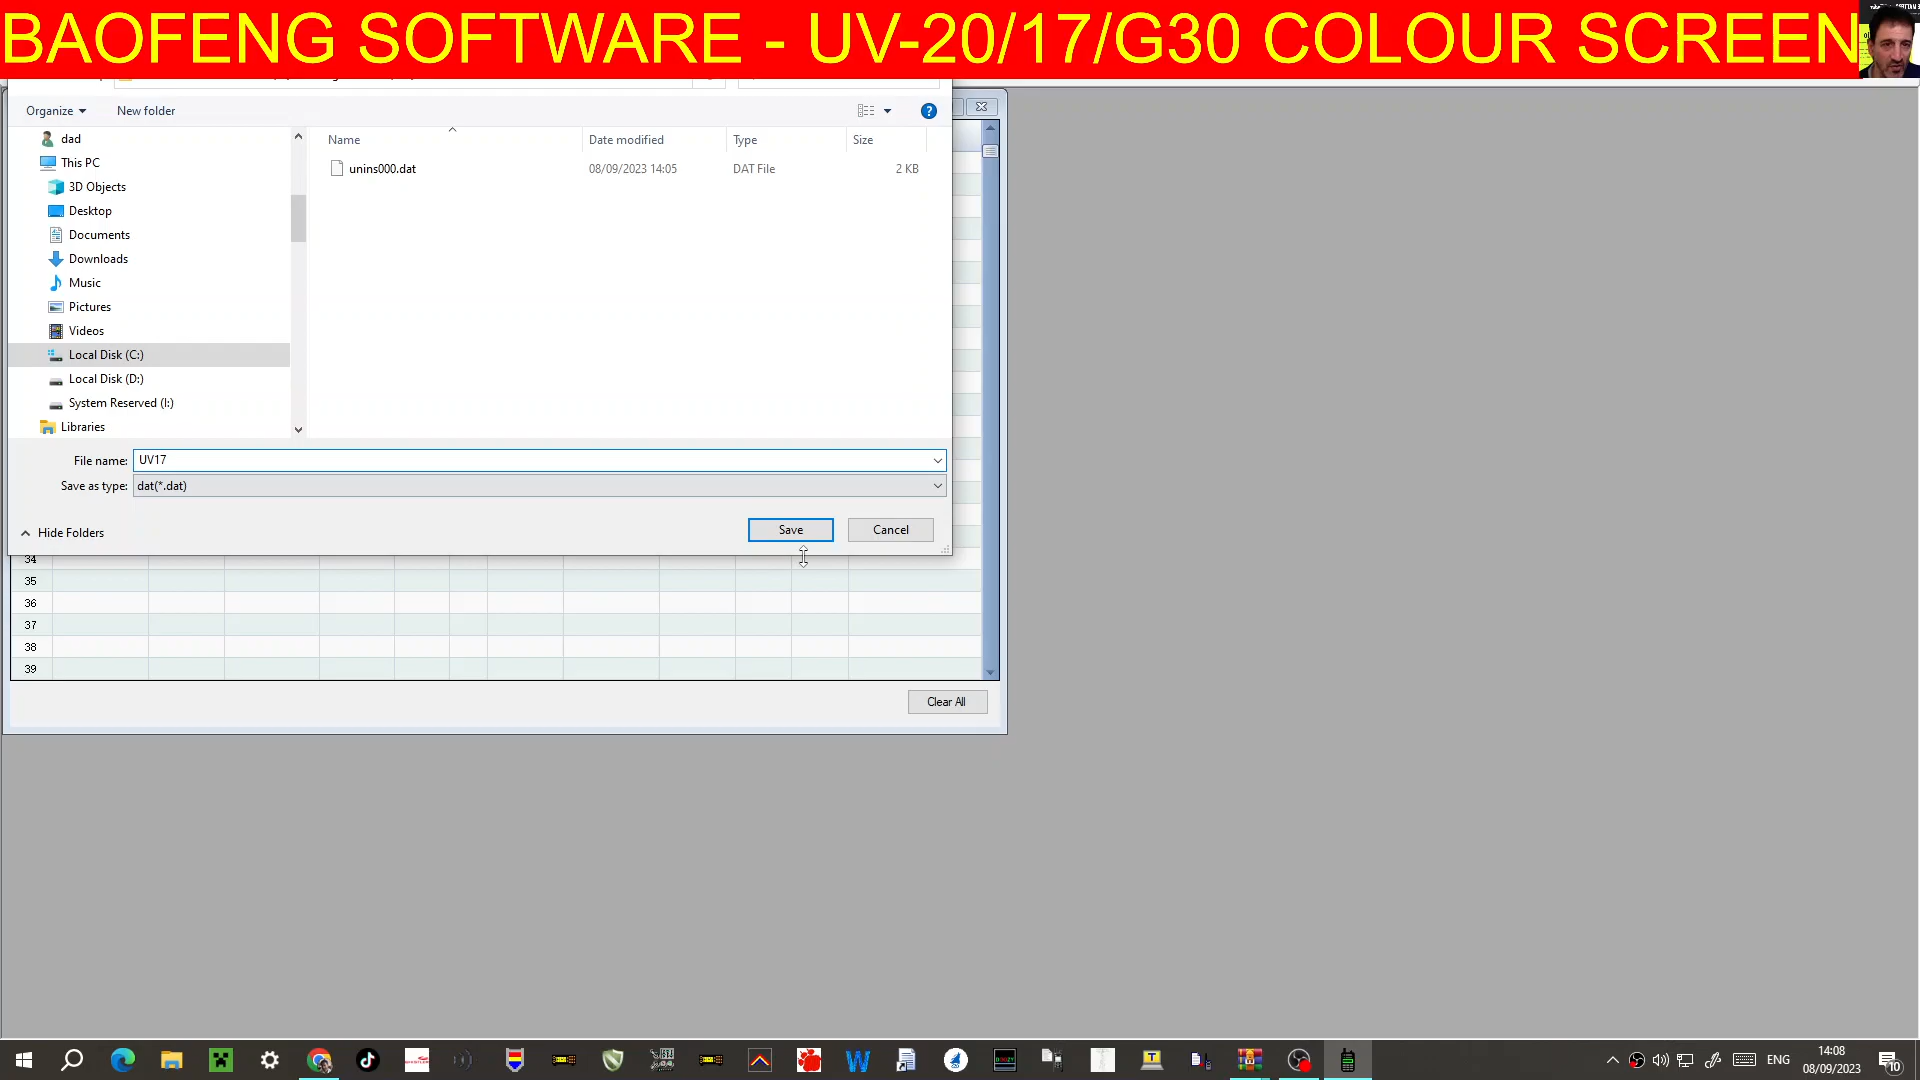 BAOFENG SOFTWARE - UV-20/17/G30 COLOUR SCREEN
Organize
New folder
?
dad
This PC
3D Objects
Desktop
Documents
Downloads
Music
Pictures
Videos
Local Disk (C:)
Local Disk (D:)
System Reserved (I:)
Libraries
Name
Date modified
Type
Size
unins000.dat
08/09/2023 14:05
DAT File
2 KB
File name:
UV17
Save as type:
dat(*.dat)
Hide Folders
Save
Cancel
34
35
36
37
38
39
Clear All
ENG
14:08
08/09/2023
10